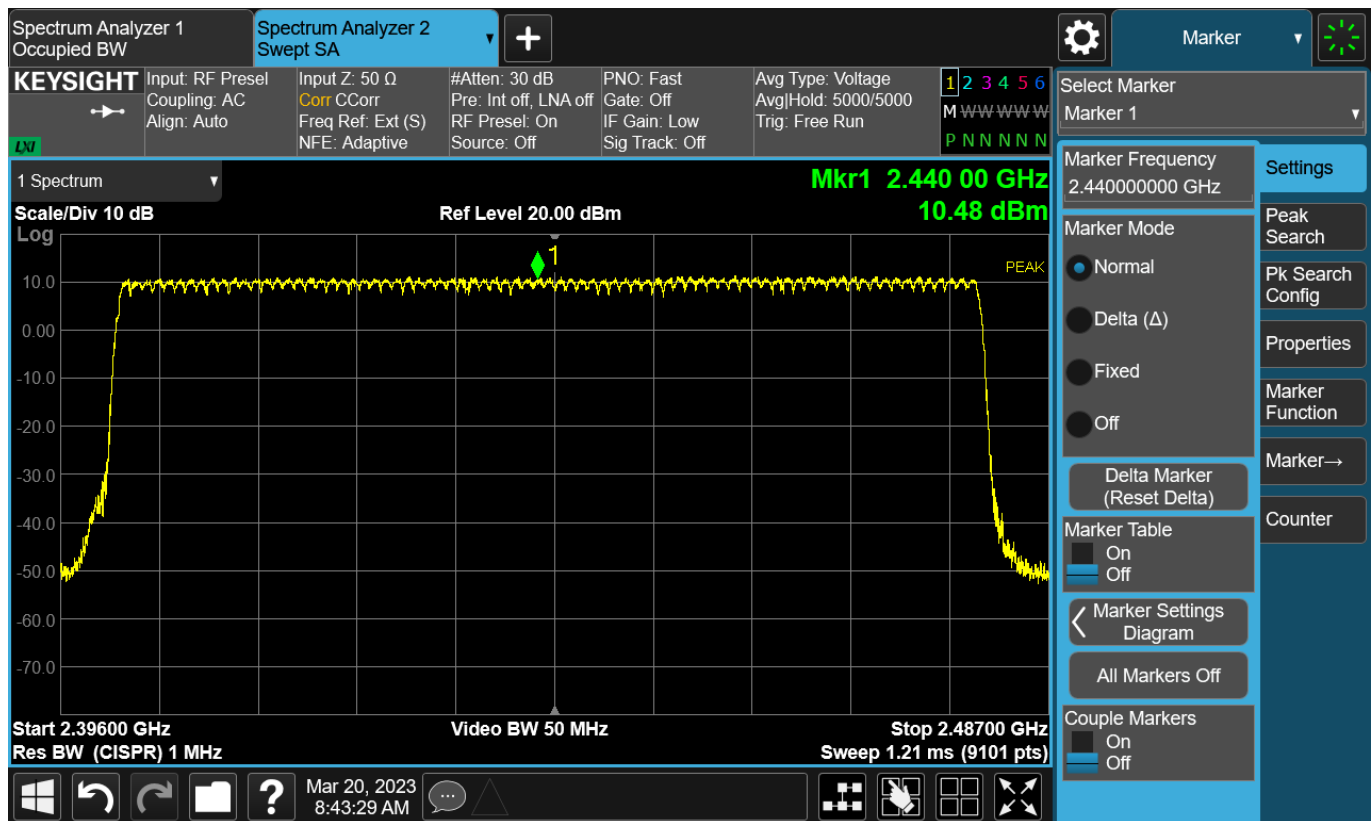 Spectrum Analyzer 1
Occupied BW
Spectrum Analyzer 2
Swept SA
Marker
KEYSIGHT
LXI
Input: RF Presel
Coupling: AC
Align: Auto
Input Z: 50 Ω
Corr CCorr
Freq Ref: Ext (S)
NFE: Adaptive
#Atten: 30 dB
Pre: Int off, LNA off
RF Presel: On
Source: Off
PNO: Fast
Gate: Off
IF Gain: Low
Sig Track: Off
Avg Type: Voltage
Avg|Hold: 5000/5000
Trig: Free Run
1 2 3 4 5 6
M W W W W W
P N N N N N
Select Marker
Marker 1
1 Spectrum
Mkr1 2.440 00 GHz
10.48 dBm
Scale/Div 10 dB
Ref Level 20.00 dBm
Log
1
PEAK
10.0
0.00
-10.0
-20.0
-30.0
-40.0
-50.0
-60.0
-70.0
Start 2.39600 GHz
Video BW 50 MHz
Stop 2.48700 GHz
Res BW (CISPR) 1 MHz
Sweep 1.21 ms (9101 pts)
Marker Frequency
2.440000000 GHz
Marker Mode
Normal
Delta (Δ)
Fixed
Off
Delta Marker
(Reset Delta)
Marker Table
On
Off
Marker Settings
Diagram
All Markers Off
Couple Markers
On
Off
Settings
Peak
Search
Pk Search
Config
Properties
Marker
Function
Marker→
Counter
?
Mar 20, 2023
8:43:29 AM